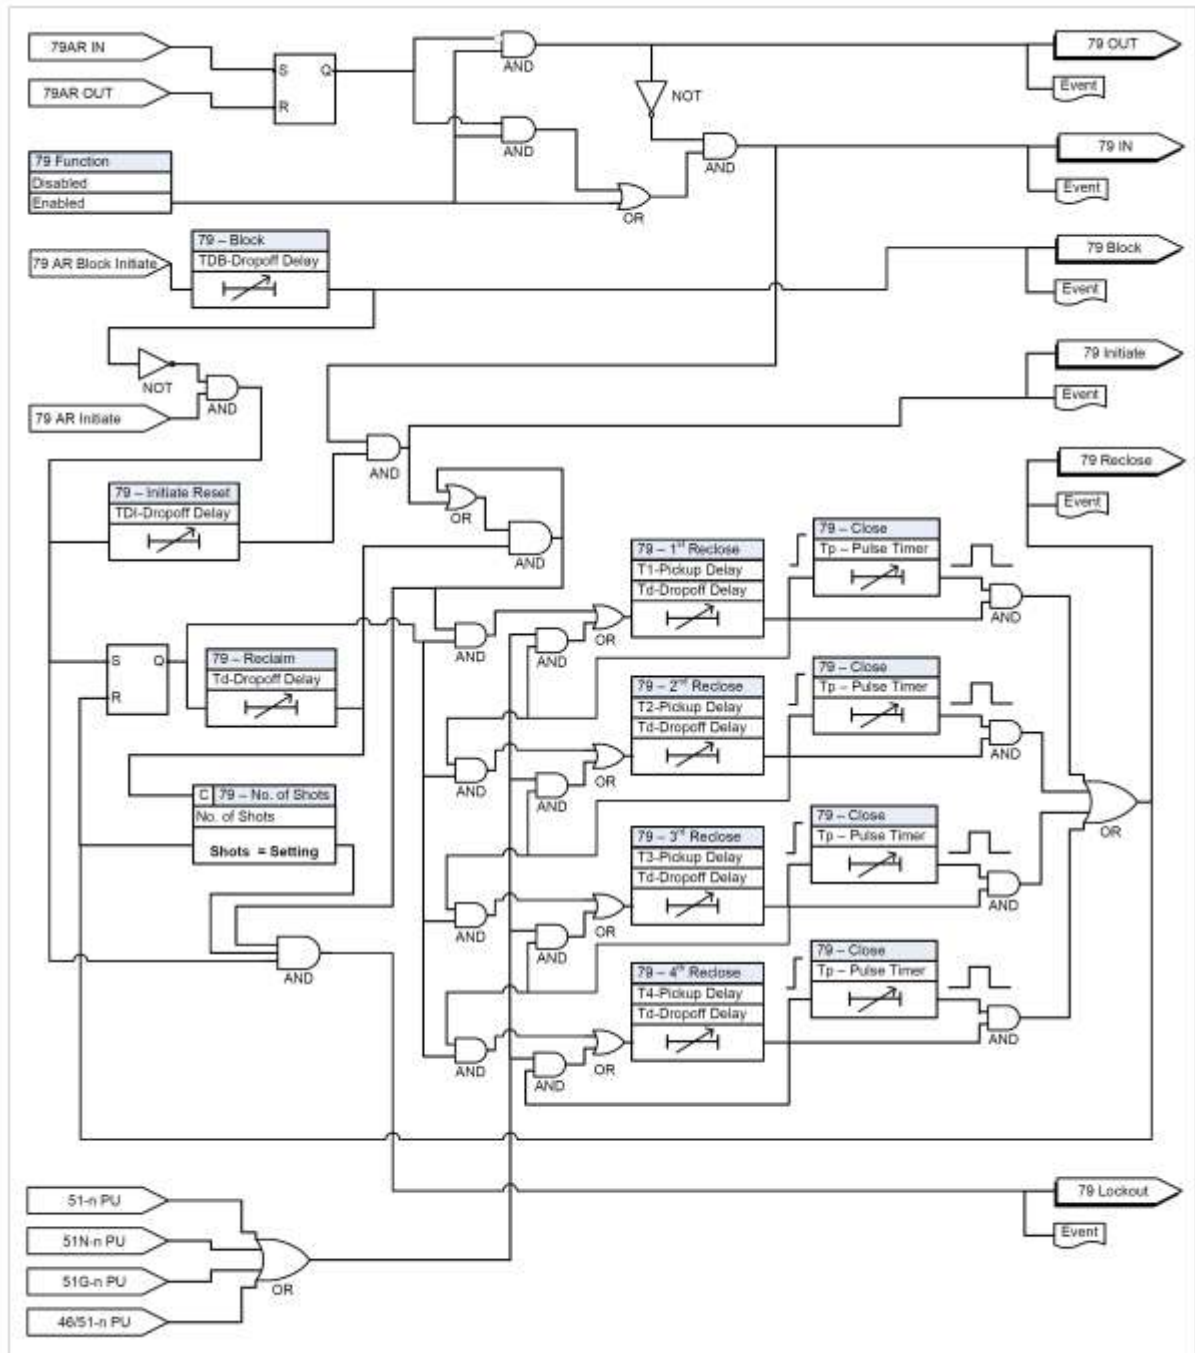 79AR IN
79AR OUT
S Q
R
AND
79 OUT
Event
NOT
AND
AND
79 IN
Event
79 Function
Disabled
Enabled
OR
79 – Block
TDB-Dropoff Delay
79 AR Block Initiate
79 Block
Event
NOT
AND
79 AR Initiate
79 Initiate
Event
AND
79 Reclose
Event
79 – Initiate Reset
TDI-Dropoff Delay
OR
AND
79 – 1st Reclose
T1-Pickup Delay
Td-Dropoff Delay
79 – Close
Tp – Pulse Timer
AND
AND
AND
OR
S Q
R
79 – Reclaim
Td-Dropoff Delay
79 – 2nd Reclose
T2-Pickup Delay
Td-Dropoff Delay
79 – Close
Tp – Pulse Timer
AND
AND
AND
OR
C 79 – No. of Shots
No. of Shots
Shots = Setting
79 – 3rd Reclose
T3-Pickup Delay
Td-Dropoff Delay
79 – Close
Tp – Pulse Timer
AND
AND
AND
OR
OR
AND
79 – 4th Reclose
T4-Pickup Delay
Td-Dropoff Delay
79 – Close
Tp – Pulse Timer
AND
AND
AND
OR
51-n PU
51N-n PU
51G-n PU
46/51-n PU
OR
79 Lockout
Event